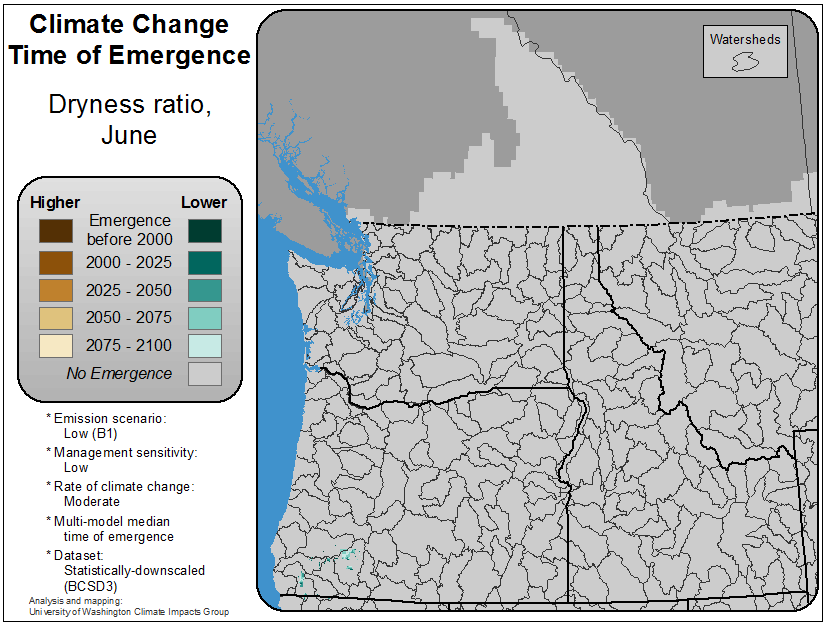 Climate Change
Time of Emergence
Dryness ratio,
June
Higher Lower
Emergence
before 2000
2000 - 2025
2025 - 2050
2050 - 2075
2075 - 2100
No Emergence
* Emission scenario:
Low (B1)
* Management sensitivity:
Low
* Rate of climate change:
Moderate
* Multi-model median
time of emergence
* Dataset:
Statistically-downscaled
(BCSD3)
Analysis and mapping:
University of Washington Climate Impacts Group
Watersheds